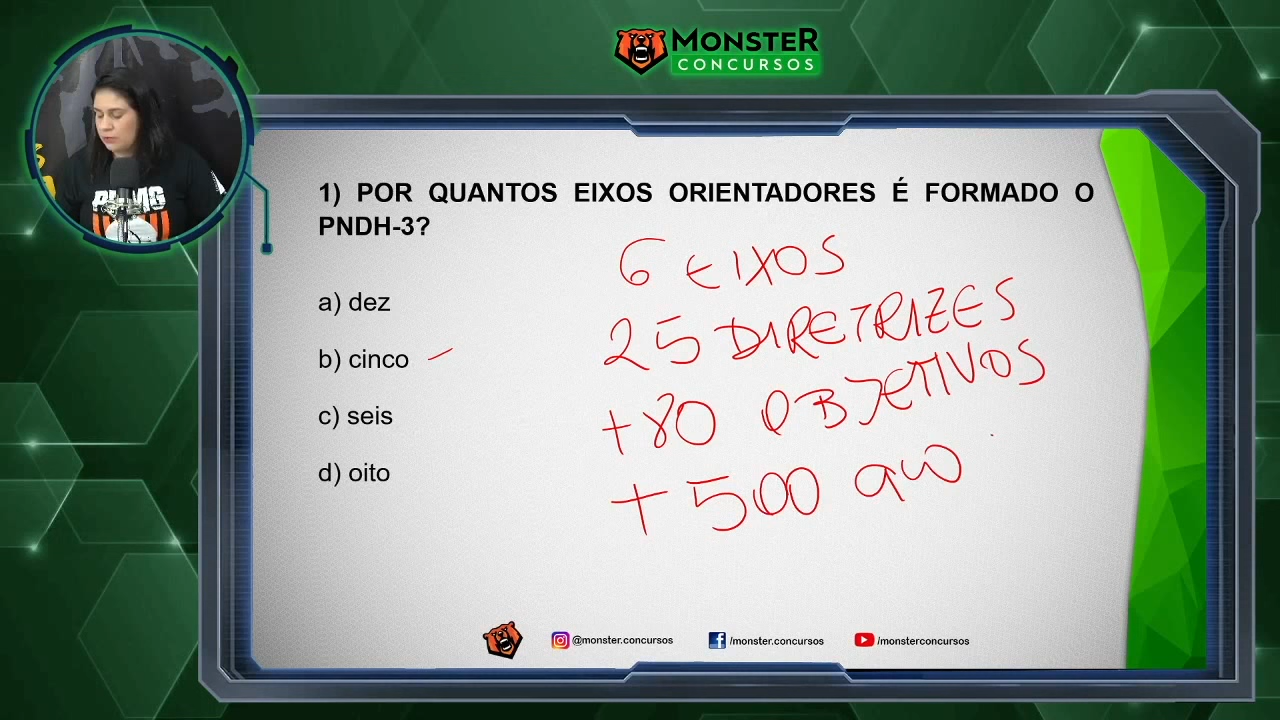 MONSTER
CONCURSOS
1) POR QUANTOS EIXOS ORIENTADORES É FORMADO O
PNDH-3?
a) dez
b) cinco
c) seis
d) oito
6 EIXOS
25 DIRETRIZES
+80 OBJETIVOS
+ 500
@monster.concursos
/monster.concursos
/monsterconcursos